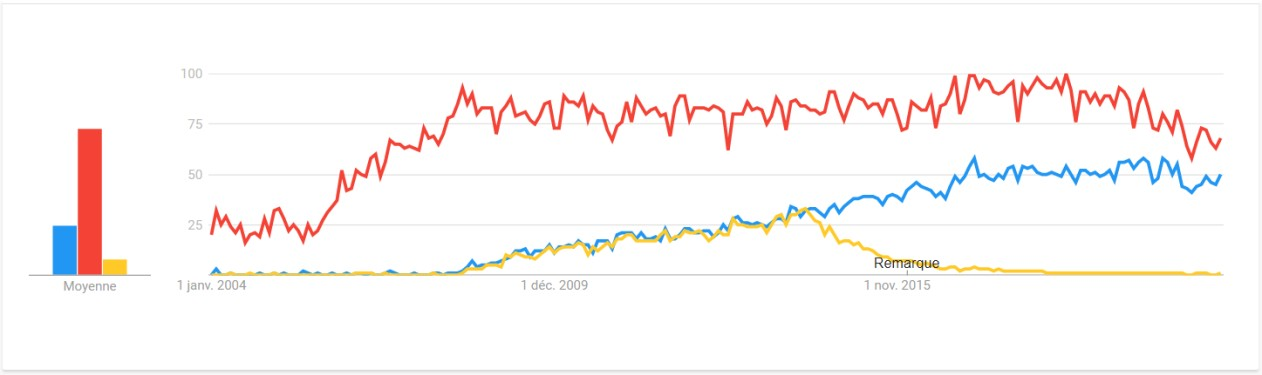 100
75
50
25
Remarque
Moyenne
1 janv. 2004
1 déc. 2009
1 nov. 2015